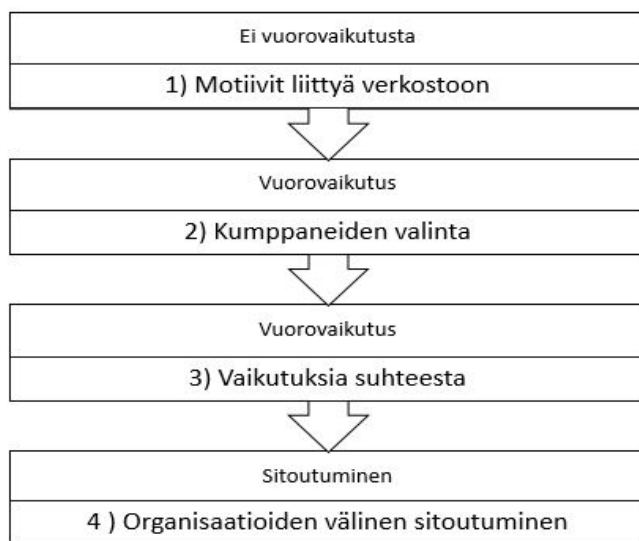 Ei vuorovaikutusta
1) Motiivit liittyä verkostoon
Vuorovaikutus
2) Kumppaneiden valinta
Vuorovaikutus
3) Vaikutuksia suhteesta
Sitoutuminen
4 ) Organisaatioiden välinen sitoutuminen